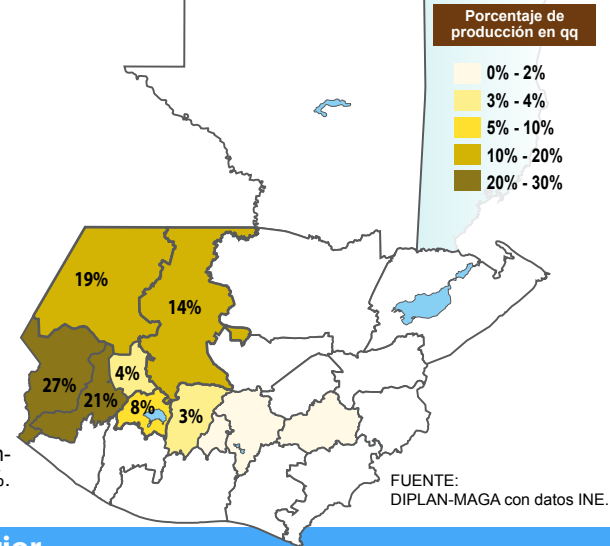 Porcentaje de
producción en qq
0% - 2%
3% - 4%
5% - 10%
10% - 20%
20% - 30%
19%
14%
4%
27%
21%
8%
3%
n-
%.
FUENTE:
DIPLAN-MAGA con datos INE.